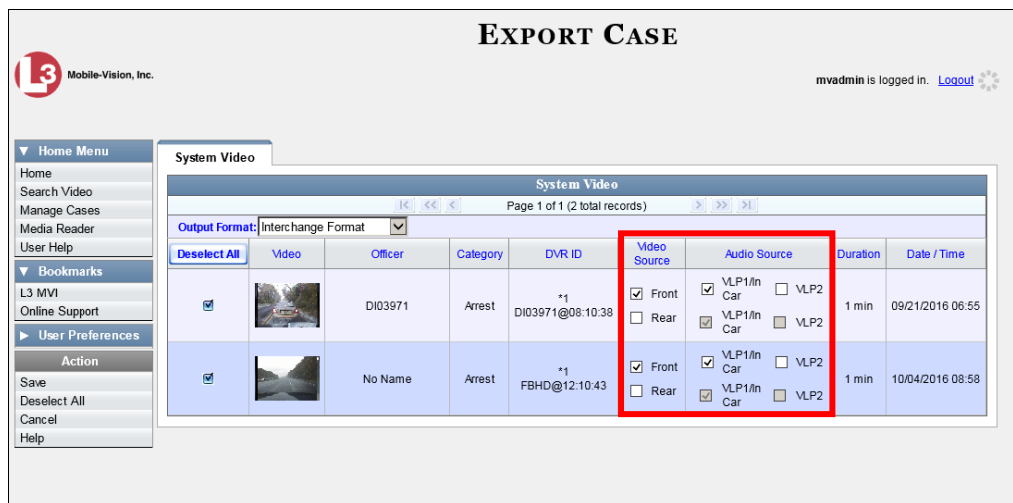 EXPORT CASE
L3 Mobile-Vision, Inc.
mvadmin is logged in. Logout
▼ Home Menu
Home
Search Video
Manage Cases
Media Reader
User Help
▼ Bookmarks
L3 MVI
Online Support
▶ User Preferences
Action
Save
Deselect All
Cancel
Help
System Video
System Video
|< << < Page 1 of 1 (2 total records) > >> >|
Output Format: Interchange Format
Deselect All Video Officer Category DVR ID Video Source Audio Source Duration Date / Time
DI03971 Arrest *1 DI03971@08:10:38 Front VLP1/In Car VLP2 1 min 09/21/2016 06:55
Rear VLP1/In Car VLP2
No Name Arrest *1 FBHD@12:10:43 Front VLP1/In Car VLP2 1 min 10/04/2016 08:58
Rear VLP1/In Car VLP2